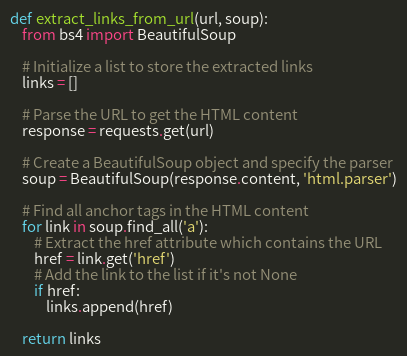 def extract_links_from_url(url, soup):
from bs4 import BeautifulSoup
# Initialize a list to store the extracted links
links = []
# Parse the URL to get the HTML content
response = requests.get(url)
# Create a BeautifulSoup object and specify the parser
soup = BeautifulSoup(response.content, 'html.parser')
# Find all anchor tags in the HTML content
for link in soup.find_all('a'):
# Extract the href attribute which contains the URL
href = link.get('href')
# Add the link to the list if it's not None
if href:
links.append(href)
return links